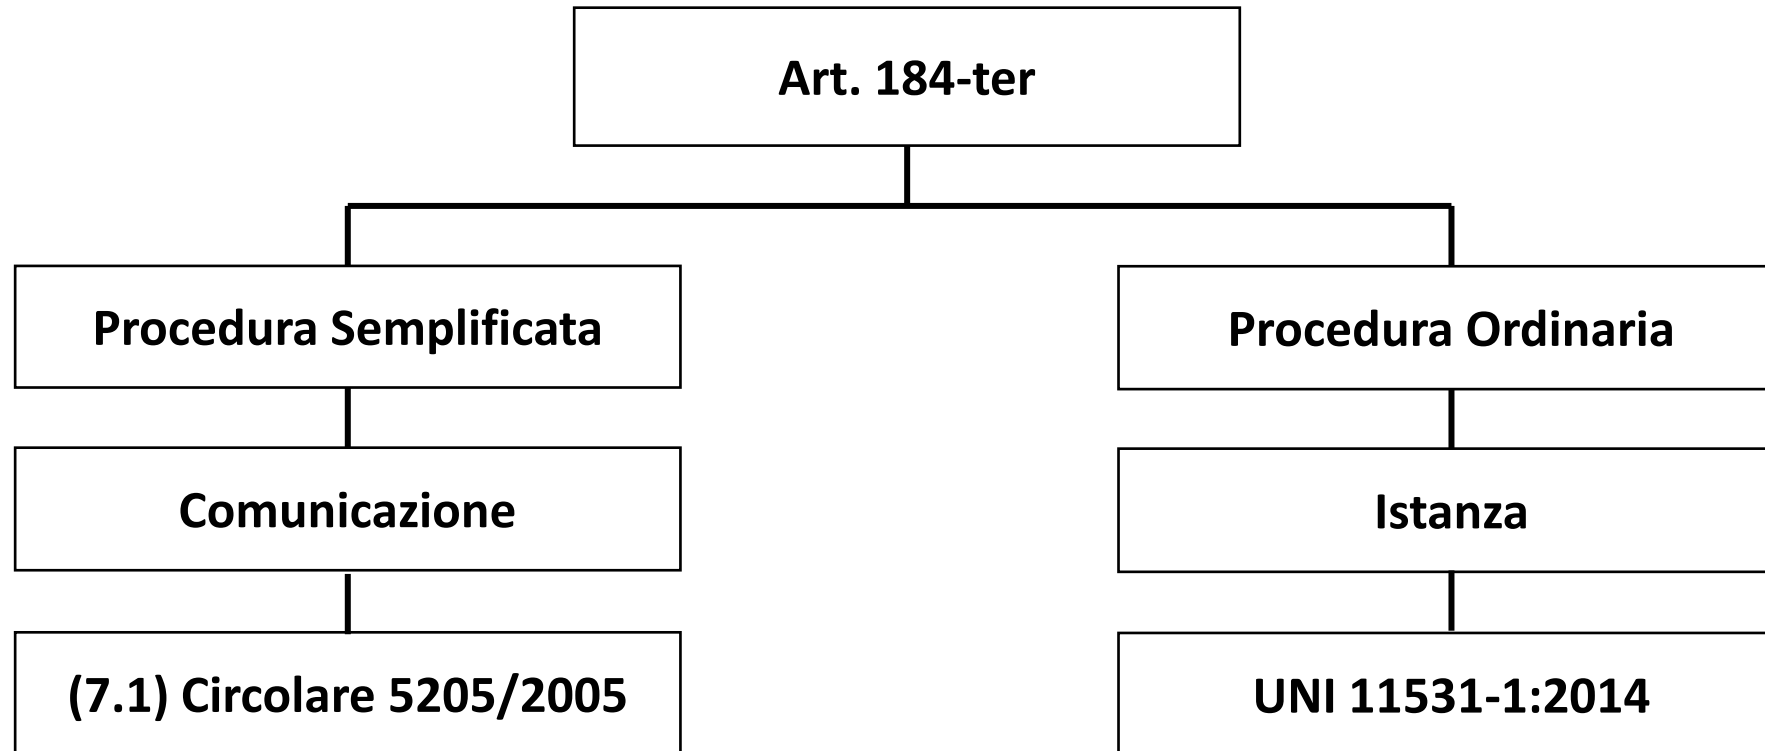 Art. 184-ter
Procedura Semplificata
Procedura Ordinaria
Comunicazione
Istanza
(7.1) Circolare 5205/2005
UNI 11531-1:2014